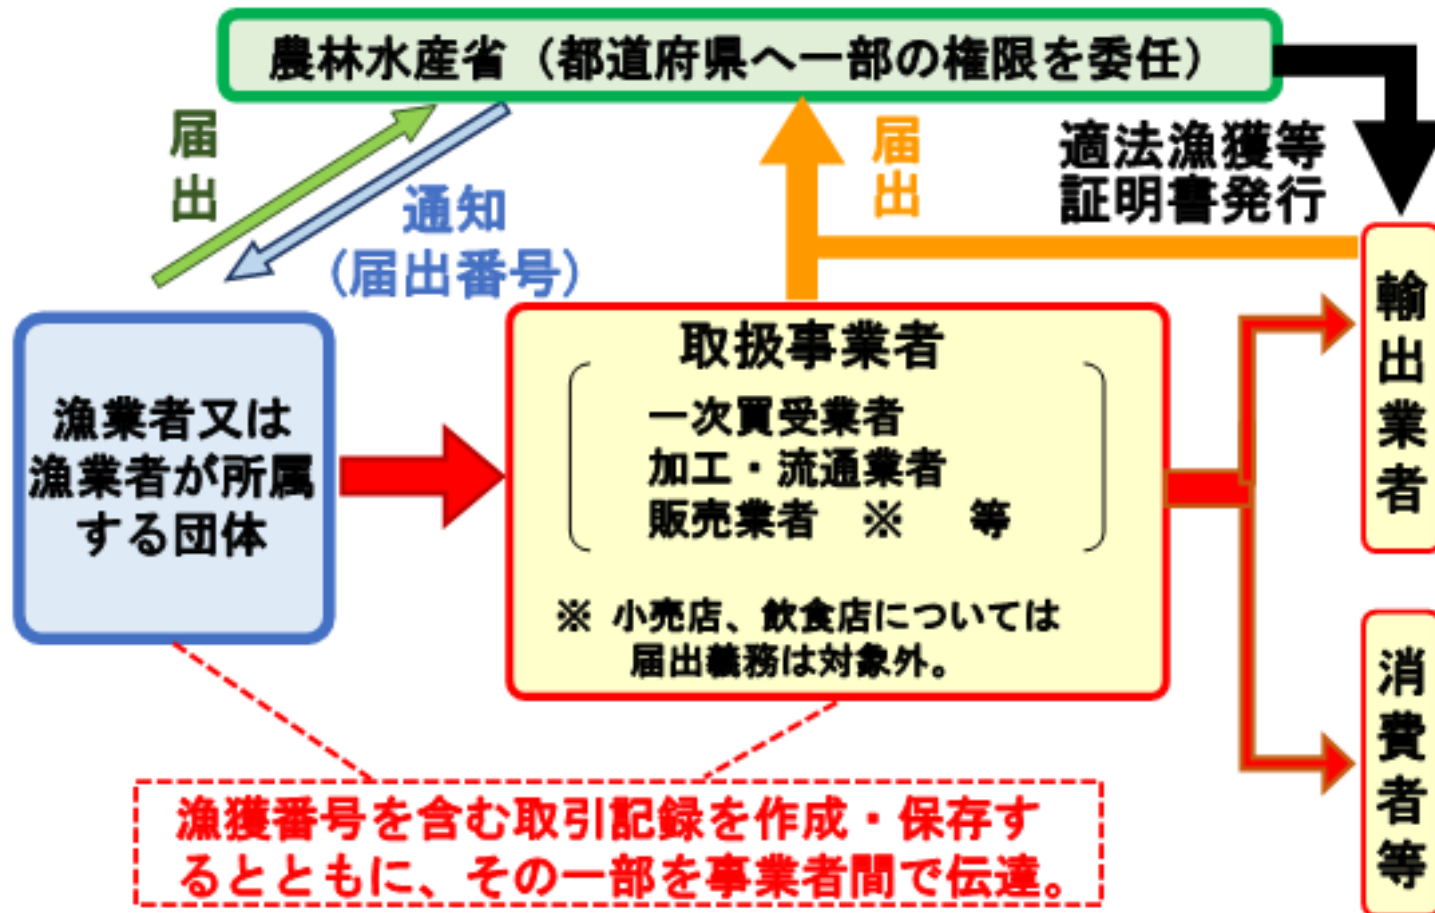 農林水産省（都道府県へ一部の権限を委任）
届出
通知
（届出番号）
届出
適法漁獲等
証明書発行
漁業者又は
漁業者が所属
する団体
取扱事業者
一次買受業者
加工・流通業者
販売業者　※　等
※ 小売店、飲食店については
届出義務は対象外。
輸出業者
消費者等
漁獲番号を含む取引記録を作成・保存す
るとともに、その一部を事業者間で伝達。